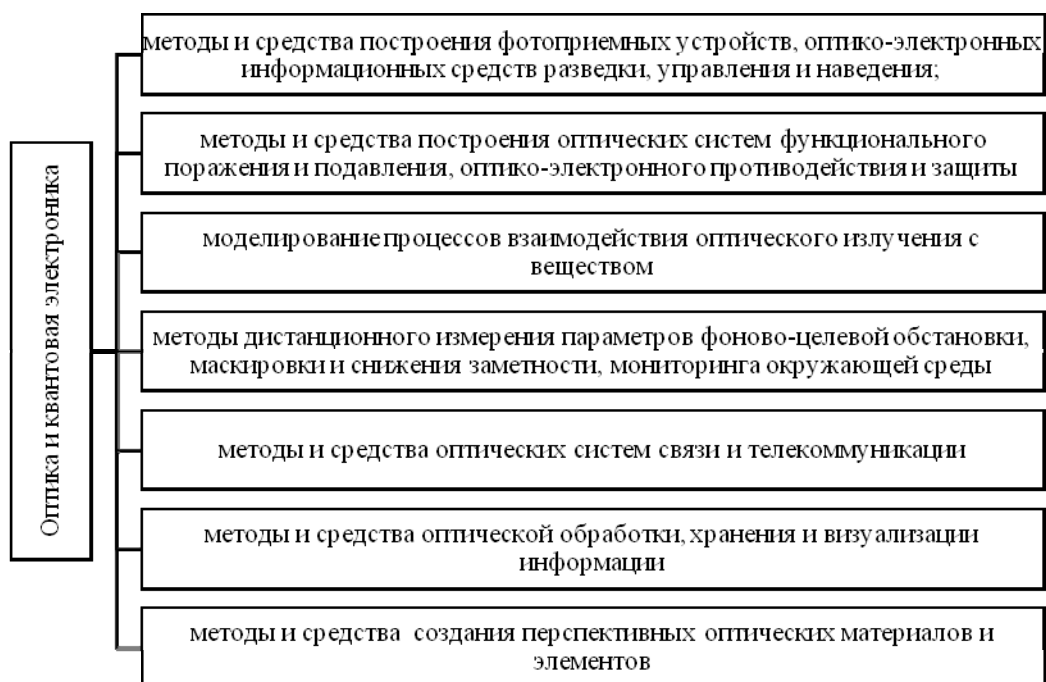 Оптика и квантовая электроника
методы и средства построения фотоприемных устройств, оптико-электронных
информационных средств разведки, управления и наведения;
методы и средства построения оптических систем функционального
поражения и подавления, оптико-электронного противодействия и защиты
моделирование процессов взаимодействия оптического излучения с
веществом
методы дистанционного измерения параметров фоново-целевой обстановки,
маскировки и снижения заметности, мониторинга окружающей среды
методы и средства оптических систем связи и телекоммуникации
методы и средства оптической обработки, хранения и визуализации
информации
методы и средства создания перспективных оптических материалов и
элементов